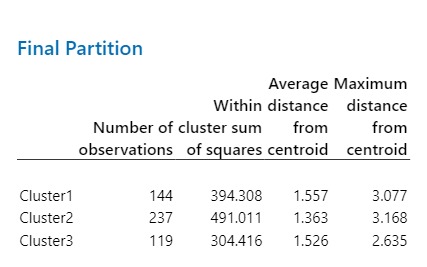 Final Partition
Average Maximum
Within distance distance
Number of cluster sum from from
observations of squares centroid centroid
Cluster1 144 394.308 1.557 3.077
Cluster2 237 491.011 1.363 3.168
Cluster3 119 304.416 1.526 2.635